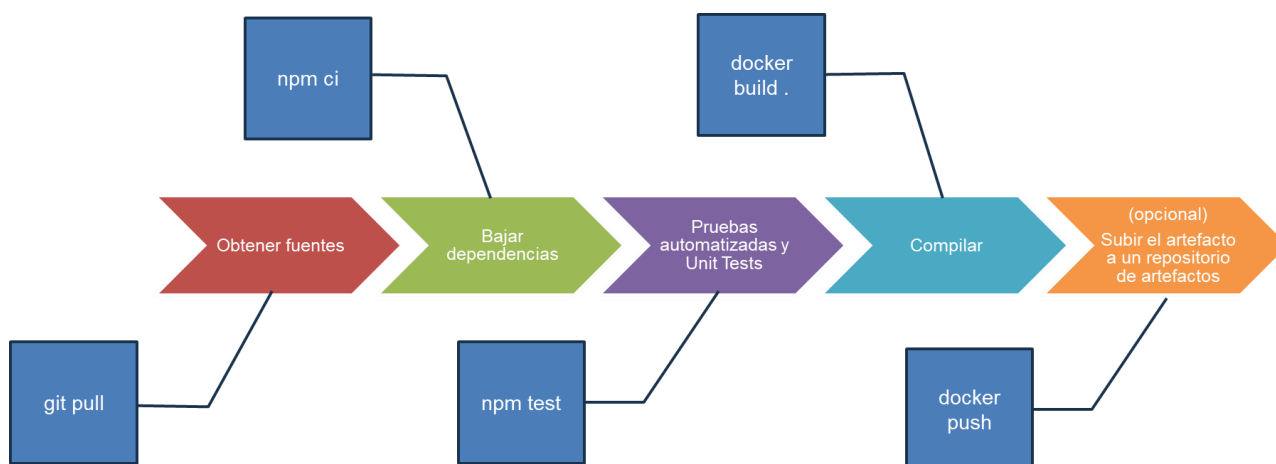 npm ci
docker
build .
Obtener fuentes
Bajar
dependencias
Pruebas
automatizadas y
Unit Tests
Compilar
(opcional)
Subir el artefacto
a un repositorio
de artefactos
git pull
npm test
docker
push